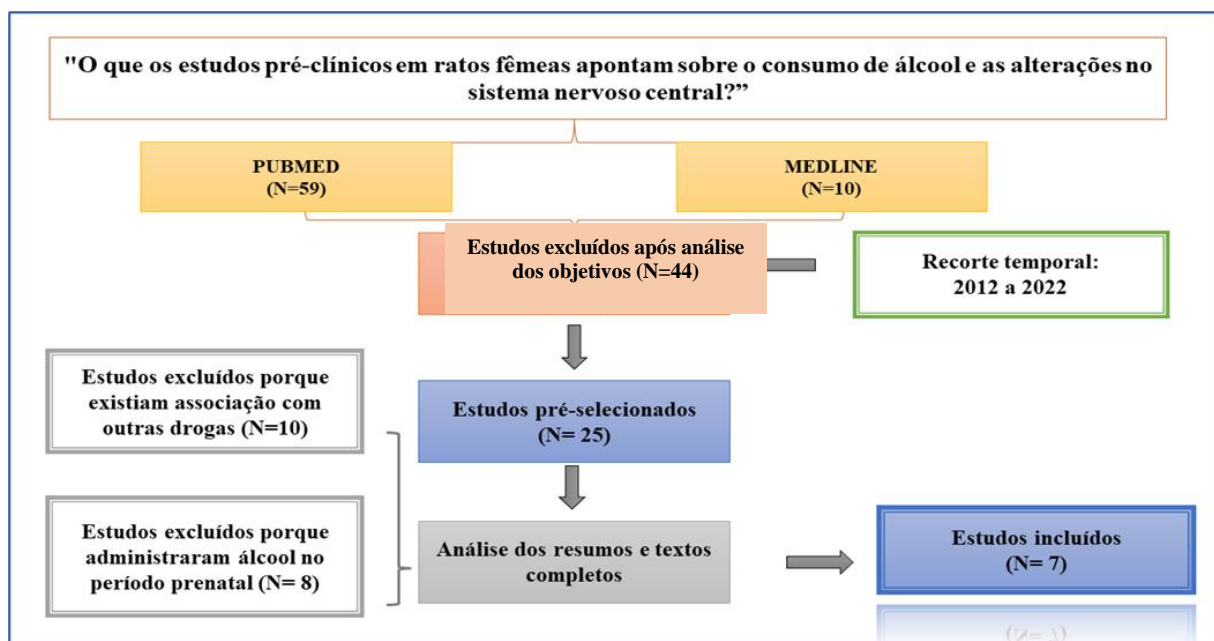 "O que os estudos pré-clínicos em ratos fêmeas apontam sobre o consumo de álcool e as alterações no
sistema nervoso central?”
PUBMED
(N=59)
MEDLINE
(N=10)
Estudos excluídos após análise
dos objetivos (N=44)
Recorte temporal:
2012 a 2022
Estudos excluídos porque
existiam associação com
outras drogas (N=10)
Estudos pré-selecionados
(N= 25)
Estudos excluídos porque
administraram álcool no
período prenatal (N= 8)
Análise dos resumos e textos
completos
Estudos incluídos
(N= 7)